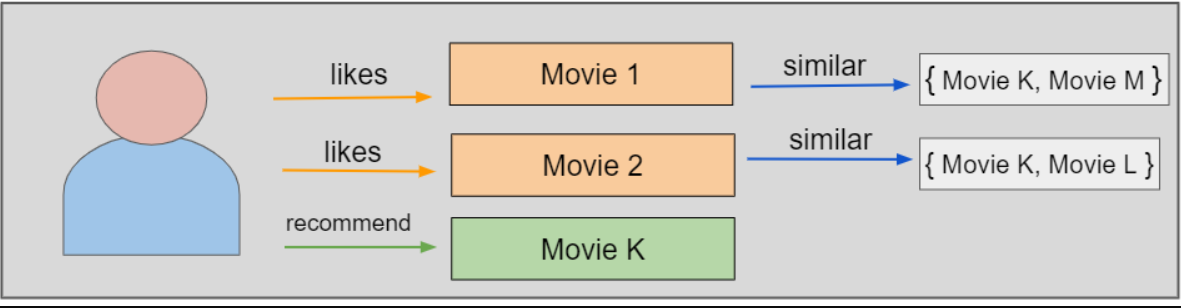 likes Movie 1 similar { Movie K, Movie M }
likes Movie 2 similar { Movie K, Movie L }
recommend Movie K